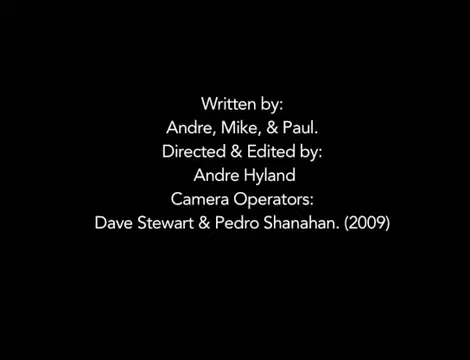 Written by:
Andre, Mike, & Paul.
Directed & Edited by:
Andre Hyland
Camera Operators:
Dave Stewart & Pedro Shanahan. (2009)